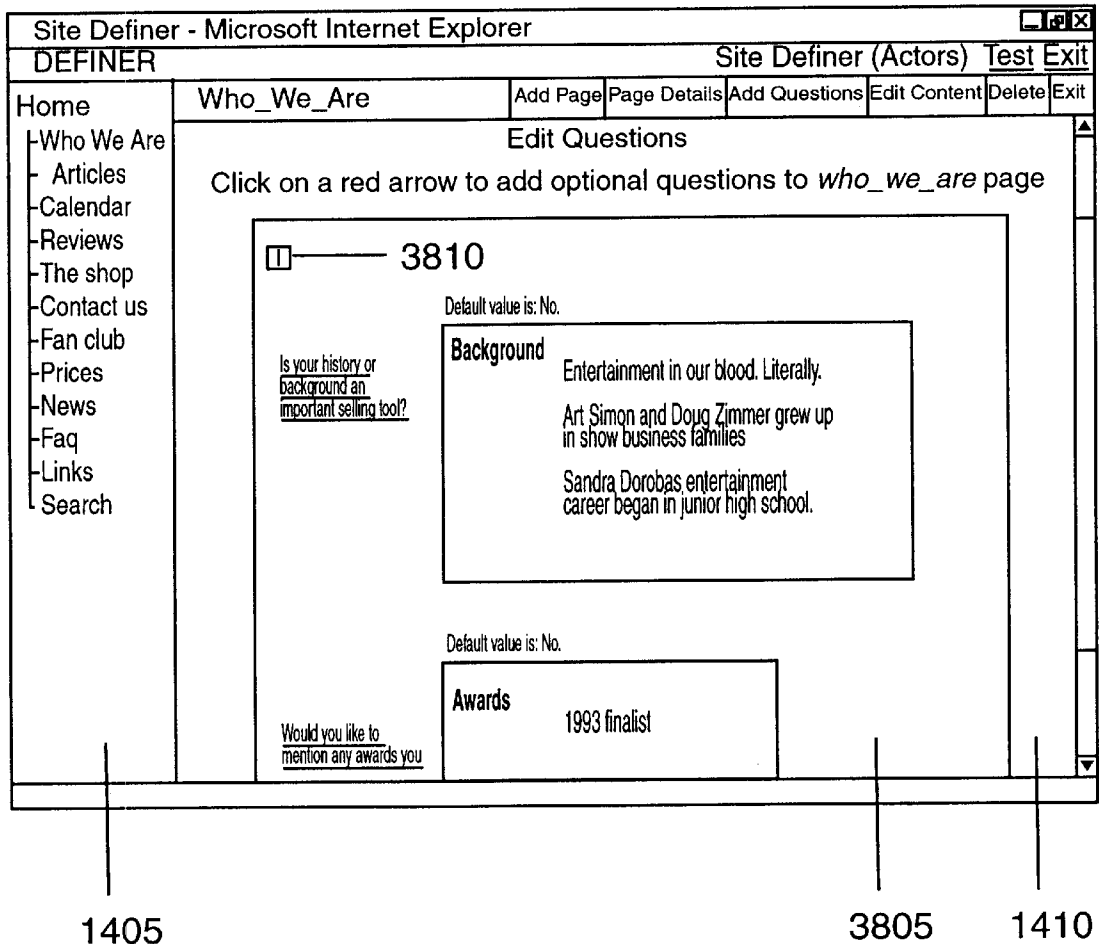 Site Definer - Microsoft Internet Explorer
DEFINER Site Definer (Actors) Test Exit
Home
Who We Are
Articles
Calendar
Reviews
The shop
Contact us
Fan club
Prices
News
Faq
Links
Search
Who_We_Are Add Page Page Details Add Questions Edit Content Delete Exit
Edit Questions
Click on a red arrow to add optional questions to who_we_are page
3810
Default value is: No.
Is your history or
background an
important selling tool?
Background
Entertainment in our blood. Literally.
Art Simon and Doug Zimmer grew up
in show business families
Sandra Dorobas entertainment
career began in junior high school.
Default value is: No.
Would you like to
mention any awards you
Awards
1993 finalist
1405 3805 1410